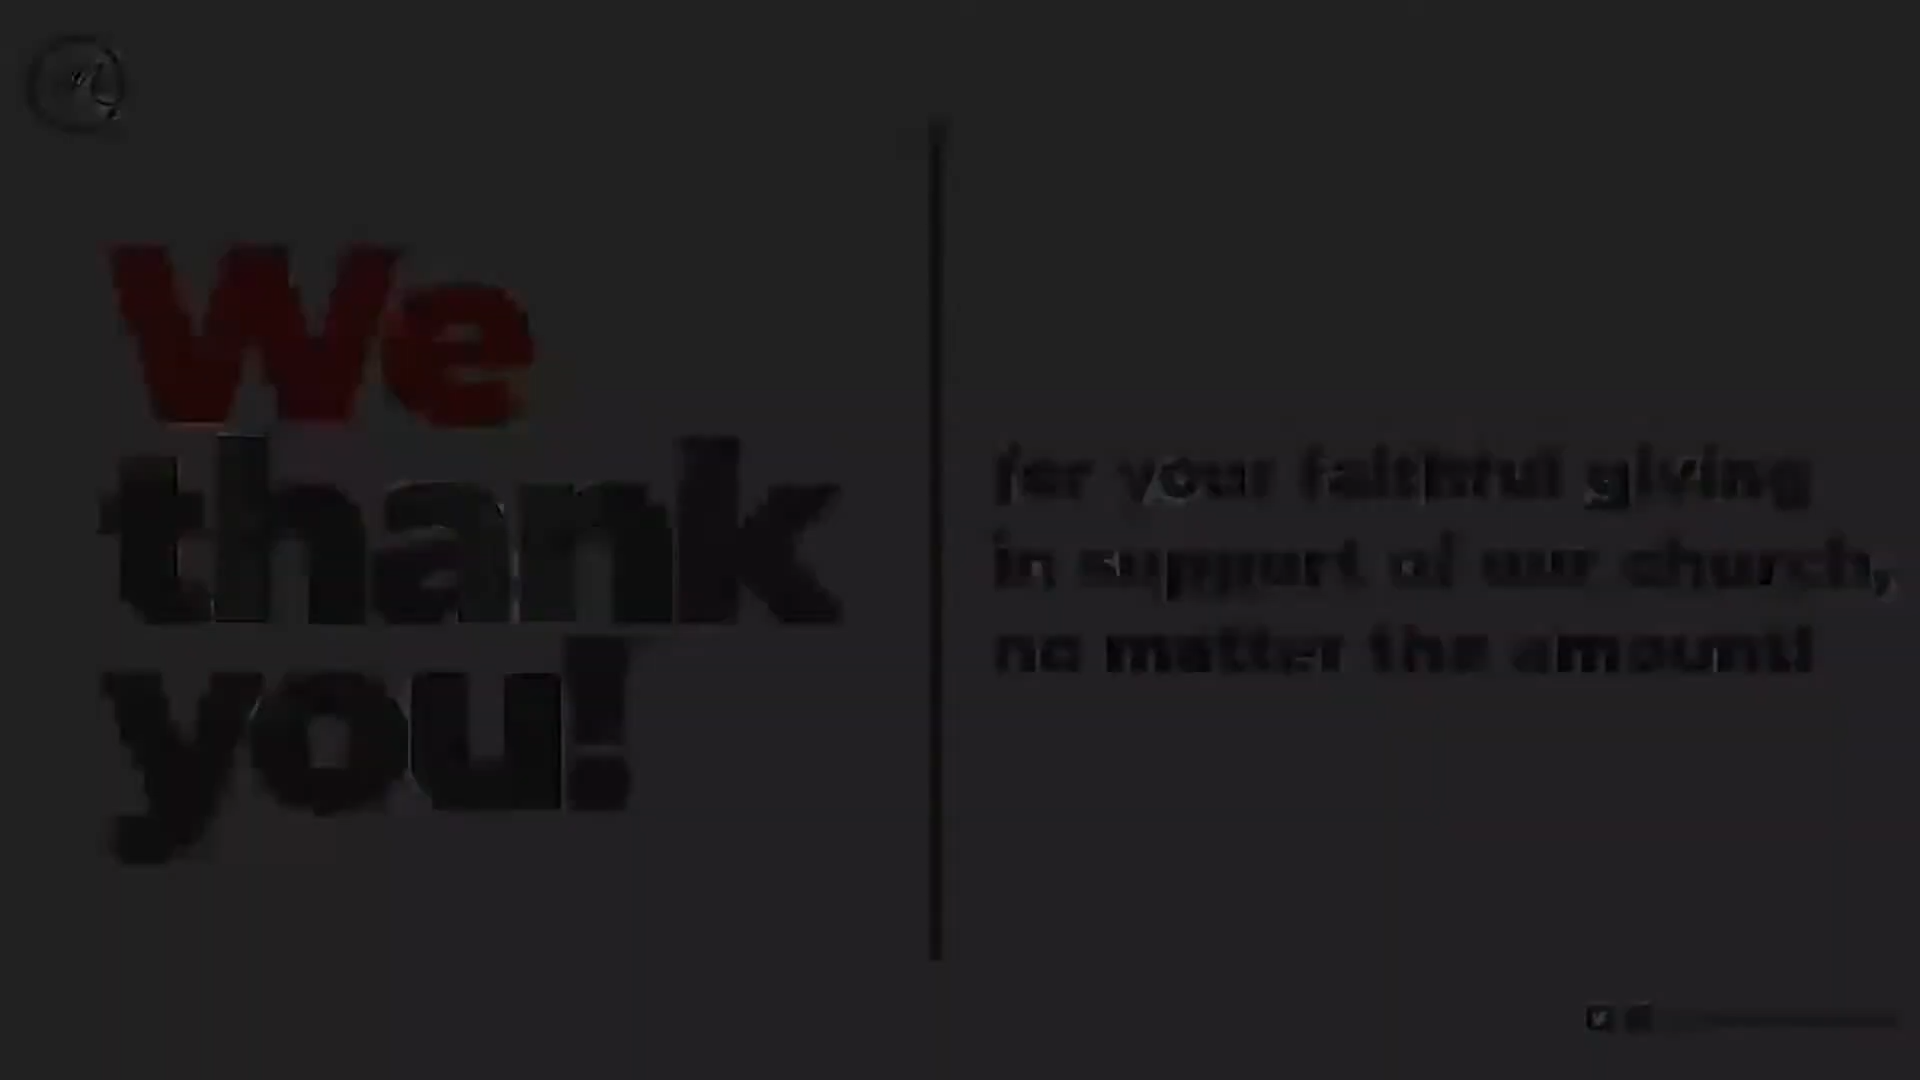 We
thank
you!
for your faithful giving
in support of our church,
no matter the amount!